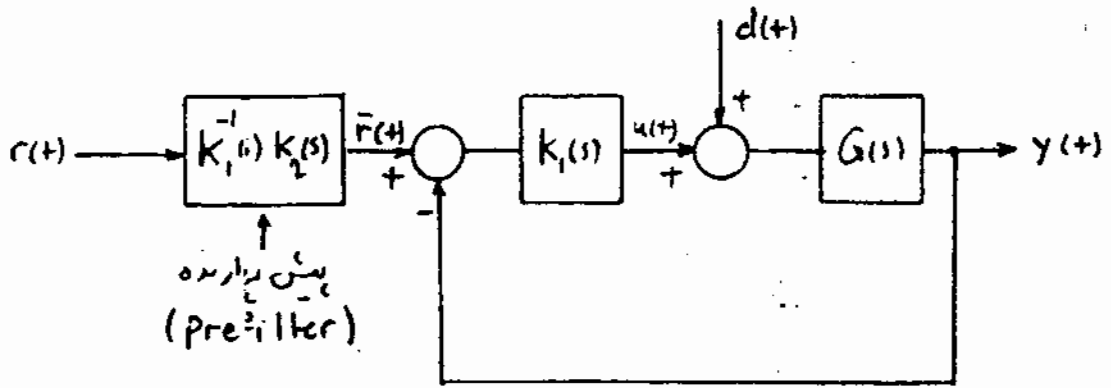 d(t)
r(t)
K₁⁻¹(s) K₂(s)
r̄(t)
+
-
K₁(s)
u(t)
+
+
G(s)
y(t)
پیش پردازنده
(Prefilter)